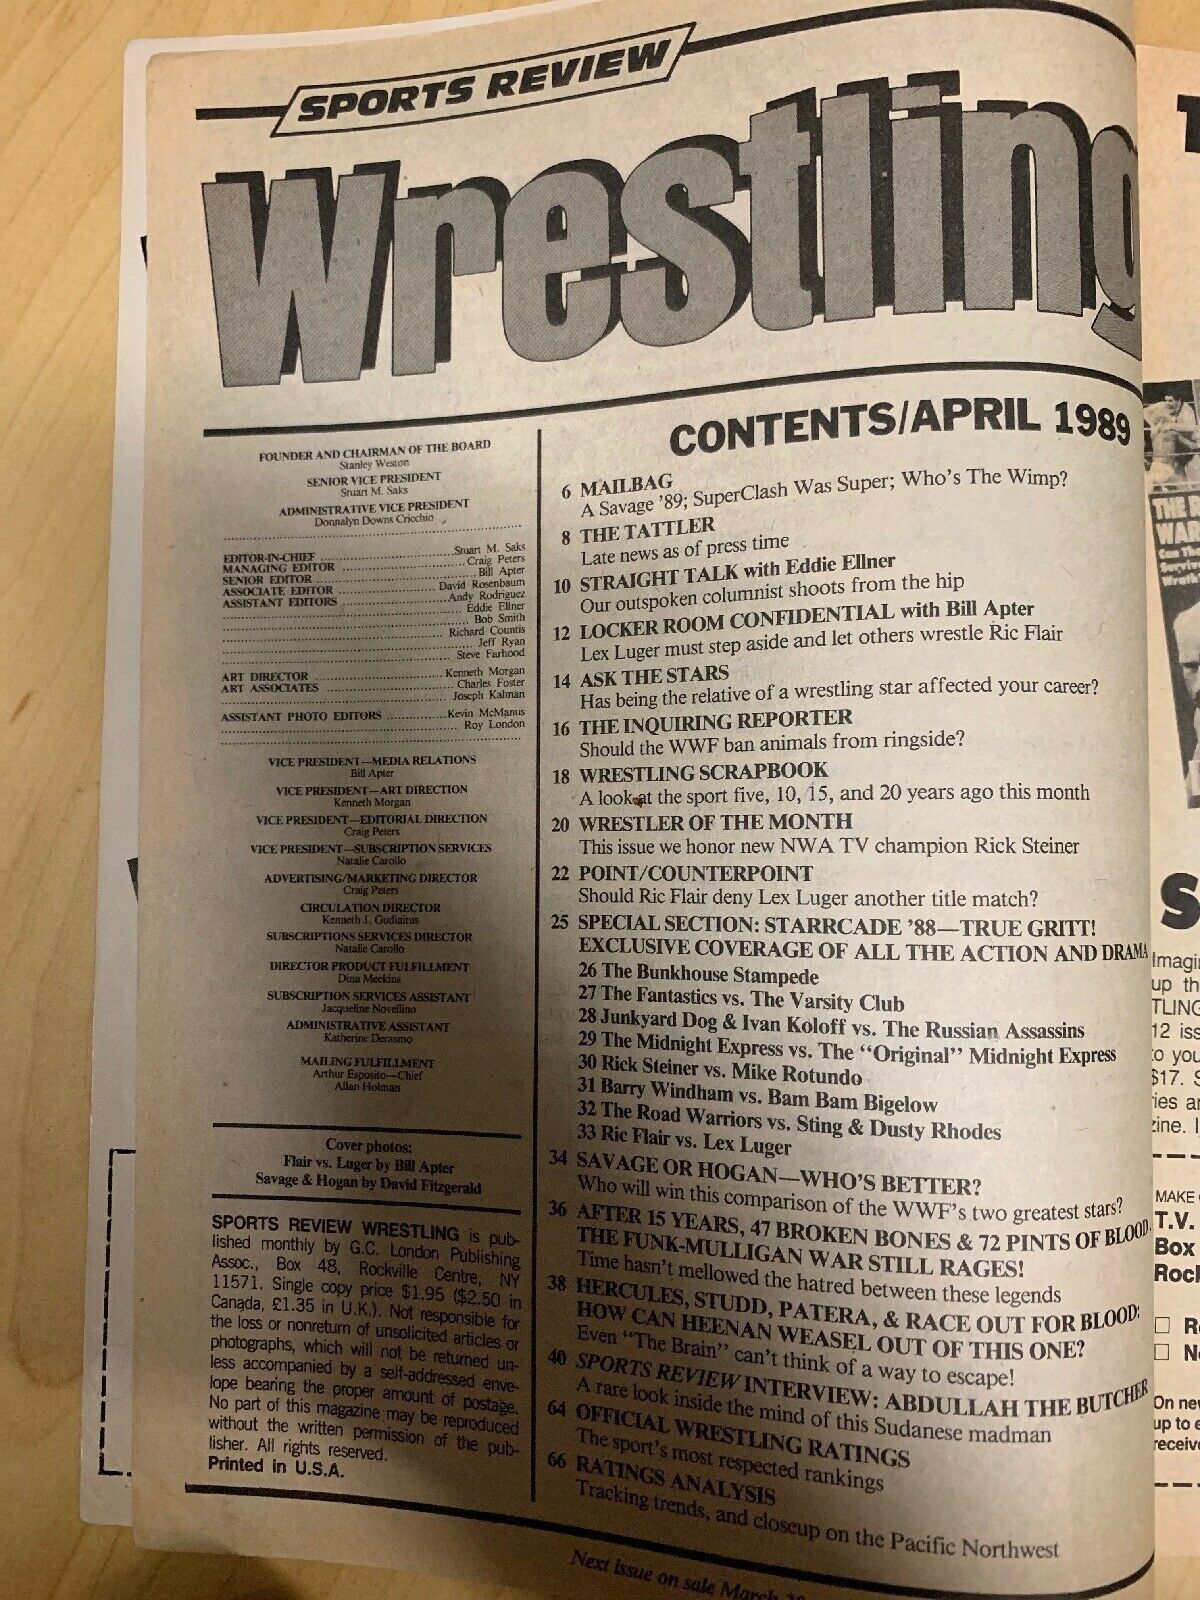 SPORTS REVIEW
Wrestling
CONTENTS/APRIL 1989
FOUNDER AND CHAIRMAN OF THE BOARD
Stanley Weston
SENIOR VICE PRESIDENT
Stuart M. Saks
ADMINISTRATIVE VICE PRESIDENT
Donnalyn Downs Cricchio
EDITOR-IN-CHIEF Stuart M. Saks
MANAGING EDITOR Craig Peters
SENIOR EDITOR Bill Apter
ASSOCIATE EDITOR David Rosenbaum
ASSISTANT EDITORS Andy Rodriguez
Eddie Ellner
Bob Smith
Richard Countis
Jeff Ryan
Steve Farhood
ART DIRECTOR Kenneth Morgan
ART ASSOCIATES Charles Foster
Joseph Kalman
ASSISTANT PHOTO EDITORS Kevin McManus
Roy London
VICE PRESIDENT—MEDIA RELATIONS
Bill Apter
VICE PRESIDENT—ART DIRECTION
Kenneth Morgan
VICE PRESIDENT—EDITORIAL DIRECTION
Craig Peters
VICE PRESIDENT—SUBSCRIPTION SERVICES
Natalie Carollo
ADVERTISING/MARKETING DIRECTOR
Craig Peters
CIRCULATION DIRECTOR
Kenneth J. Gudiaitus
SUBSCRIPTIONS SERVICES DIRECTOR
Natalie Carollo
DIRECTOR PRODUCT FULFILLMENT
Dina Meekins
SUBSCRIPTION SERVICES ASSISTANT
Jacqueline Novellino
ADMINISTRATIVE ASSISTANT
Katherine Derasmo
MAILING FULFILLMENT
Arthur Esposito—Chief
Allan Holman
Cover photos:
Flair vs. Luger by Bill Apter
Savage & Hogan by David Fitzgerald
SPORTS REVIEW WRESTLING is pub-
lished monthly by G.C. London Publishing
Assoc., Box 48, Rockville Centre, NY
11571. Single copy price $1.95 ($2.50 in
Canada, £1.35 in U.K.). Not responsible for
the loss or nonreturn of unsolicited articles or
photographs, which will not be returned un-
less accompanied by a self-addressed enve-
lope bearing the proper amount of postage.
No part of this magazine may be reproduced
without the written permission of the pub-
lisher. All rights reserved.
Printed in U.S.A.
6 MAILBAG
A Savage '89; SuperClash Was Super; Who's The Wimp?
8 THE TATTLER
Late news as of press time
10 STRAIGHT TALK with Eddie Ellner
Our outspoken columnist shoots from the hip
12 LOCKER ROOM CONFIDENTIAL with Bill Apter
Lex Luger must step aside and let others wrestle Ric Flair
14 ASK THE STARS
Has being the relative of a wrestling star affected your career?
16 THE INQUIRING REPORTER
Should the WWF ban animals from ringside?
18 WRESTLING SCRAPBOOK
A look at the sport five, 10, 15, and 20 years ago this month
20 WRESTLER OF THE MONTH
This issue we honor new NWA TV champion Rick Steiner
22 POINT/COUNTERPOINT
Should Ric Flair deny Lex Luger another title match?
25 SPECIAL SECTION: STARRCADE '88—TRUE GRITT!
EXCLUSIVE COVERAGE OF ALL THE ACTION AND DRAMA
26 The Bunkhouse Stampede
27 The Fantastics vs. The Varsity Club
28 Junkyard Dog & Ivan Koloff vs. The Russian Assassins
29 The Midnight Express vs. The "Original" Midnight Express
30 Rick Steiner vs. Mike Rotundo
31 Barry Windham vs. Bam Bam Bigelow
32 The Road Warriors vs. Sting & Dusty Rhodes
33 Ric Flair vs. Lex Luger
34 SAVAGE OR HOGAN—WHO'S BETTER?
Who will win this comparison of the WWF's two greatest stars?
36 AFTER 15 YEARS, 47 BROKEN BONES & 72 PINTS OF BLOOD,
THE FUNK-MULLIGAN WAR STILL RAGES!
Time hasn't mellowed the hatred between these legends
38 HERCULES, STUDD, PATERA, & RACE OUT FOR BLOOD:
HOW CAN HEENAN WEASEL OUT OF THIS ONE?
Even "The Brain" can't think of a way to escape!
40 SPORTS REVIEW INTERVIEW: ABDULLAH THE BUTCHER
A rare look inside the mind of this Sudanese madman
64 OFFICIAL WRESTLING RATINGS
The sport's most respected rankings
66 RATINGS ANALYSIS
Tracking trends, and closeup on the Pacific Northwest
Next issue on sale March
THE
WAR
S
Imagi
up th
TLING
12 iss
o you
$17. S
ries a
zine. I
MAKE
T.V.
Box
Rock
R
N
On new
up to
receive